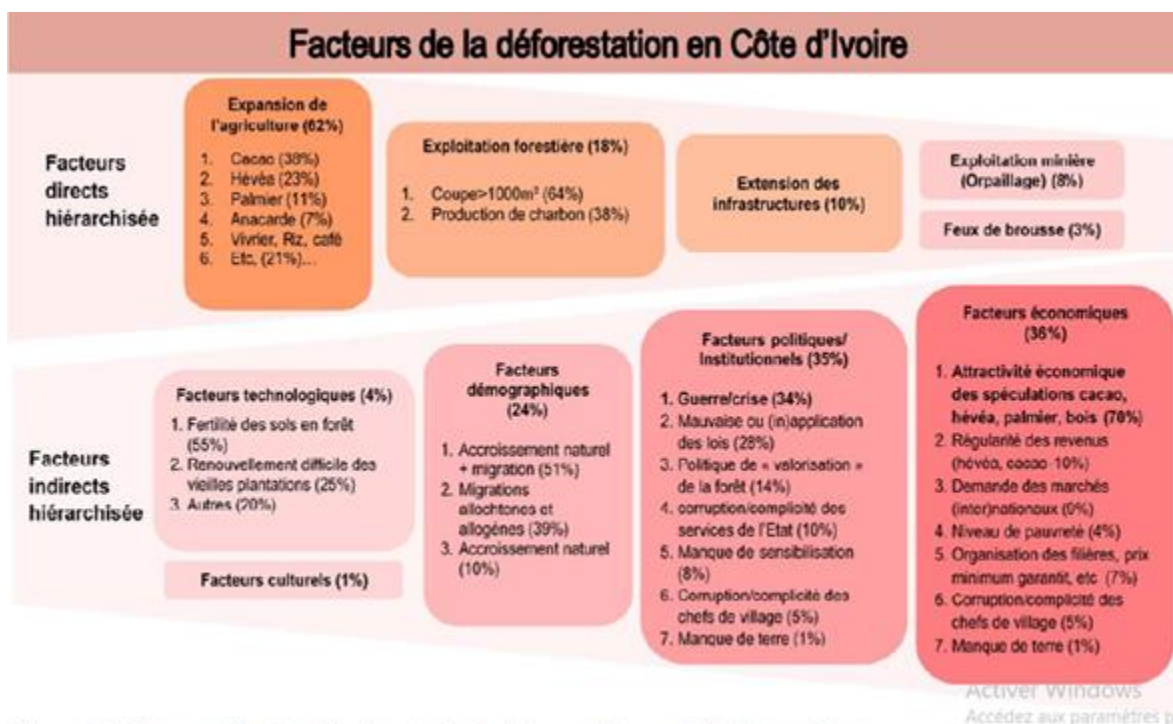 Facteurs de la déforestation en Côte d'Ivoire
Facteurs
directs
hiérarchisée
Expansion de
l'agriculture (62%)
1. Cacao (38%)
2. Hévéa (23%)
3. Palmier (11%)
4. Anacarde (7%)
5. Vivrier, Riz, café
6. Etc, (21%)...
Exploitation forestière (18%)
1. Coupe>1000m² (64%)
2. Production de charbon (38%)
Extension des
infrastructures (10%)
Exploitation minière
(Orpaillage) (8%)
Feux de brousse (3%)
Facteurs
indirects
hiérarchisée
Facteurs technologiques (4%)
1. Fertilité des sols en forêt
(55%)
2. Renouvellement difficile des
vieilles plantations (25%)
3. Autres (20%)
Facteurs culturels (1%)
Facteurs
démographiques
(24%)
1. Accroissement naturel
+ migration (51%)
2. Migrations
allochtones et
allogènes (39%)
3. Accroissement naturel
(10%)
Facteurs politiques/
Institutionnels (35%)
1. Guerre/crise (34%)
2. Mauvaise ou (in)application
des lois (28%)
3. Politique de « valorisation »
de la forêt (14%)
4. corruption/complicité des
services de l'Etat (10%)
5. Manque de sensibilisation
(8%)
6. Corruption/complicité des
chefs de village (5%)
7. Manque de terre (1%)
Facteurs économiques
(36%)
1. Attractivité économique
des spéculations cacao,
hévéa, palmier, bois (70%)
2. Régularité des revenus
(hévéa, cacao 10%)
3. Demande des marchés
(inter)nationaux (9%)
4. Niveau de pauvreté (4%)
5. Organisation des filières, prix
minimum garantit, etc (7%)
6. Corruption/complicité des
chefs de village (5%)
7. Manque de terre (1%)
Activer Windows
Accédez aux paramètres